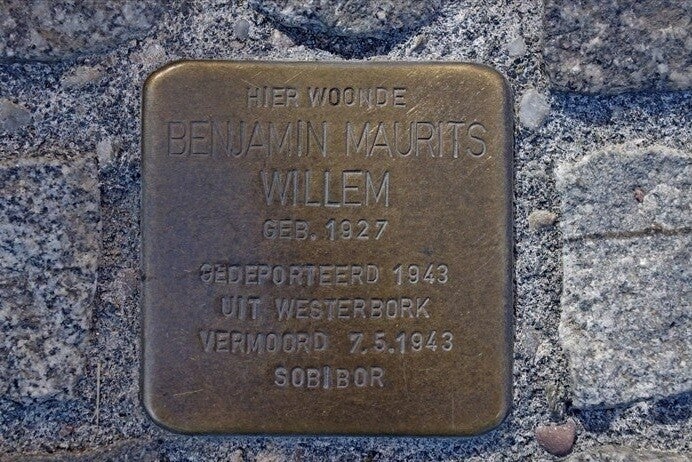 HIER WOONDE
BENJAMIN MAURITS
WILLEM
GEB. 1927
GEDEPORTEERD 1943
UIT WESTERBORK
VERMOORD 7.5.1943
SOBIBOR